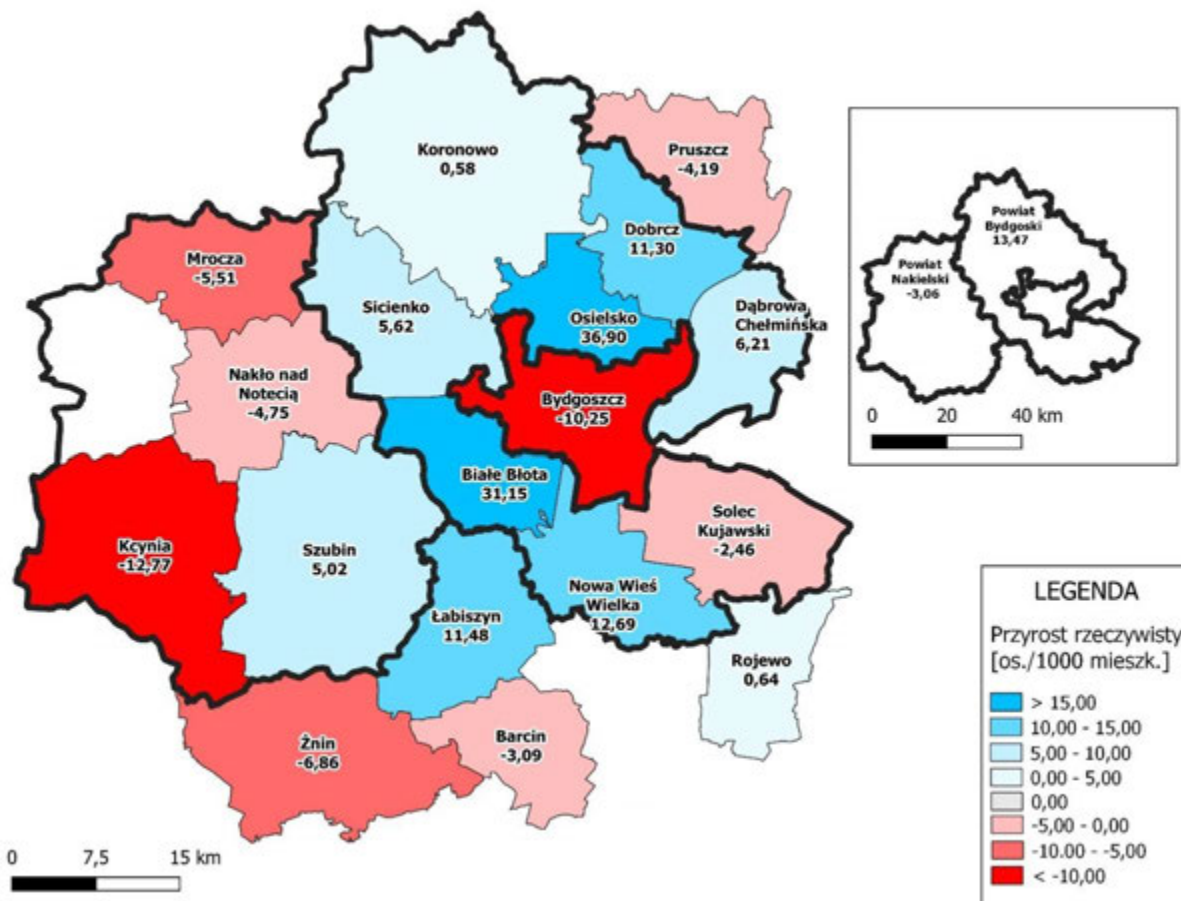 Koronowo
0,58
Pruszcz
-4,19
Dobrcz
11,30
Mrocza
-5,51
Sicienko
5,62
Osielsko
36,90
Dąbrowa
Chełmińska
6,21
Nakło nad
Notecią
-4,75
Bydgoszcz
-10,25
Białe Błota
31,15
Solec
Kujawski
-2,46
Kcynia
-12,77
Szubin
5,02
Nowa Wieś
Wielka
12,69
Łabiszyn
11,48
Rojewo
0,64
Żnin
-6,86
Barcin
-3,09
0 7,5 15 km
Powiat
Bydgoski
13,47
Powiat
Nakielski
-3,06
0 20 40 km
LEGENDA
Przyrost rzeczywisty
[os./1000 mieszk.]
> 15,00
10,00 - 15,00
5,00 - 10,00
0,00 - 5,00
0,00
-5,00 - 0,00
-10.00 - -5,00
< -10,00